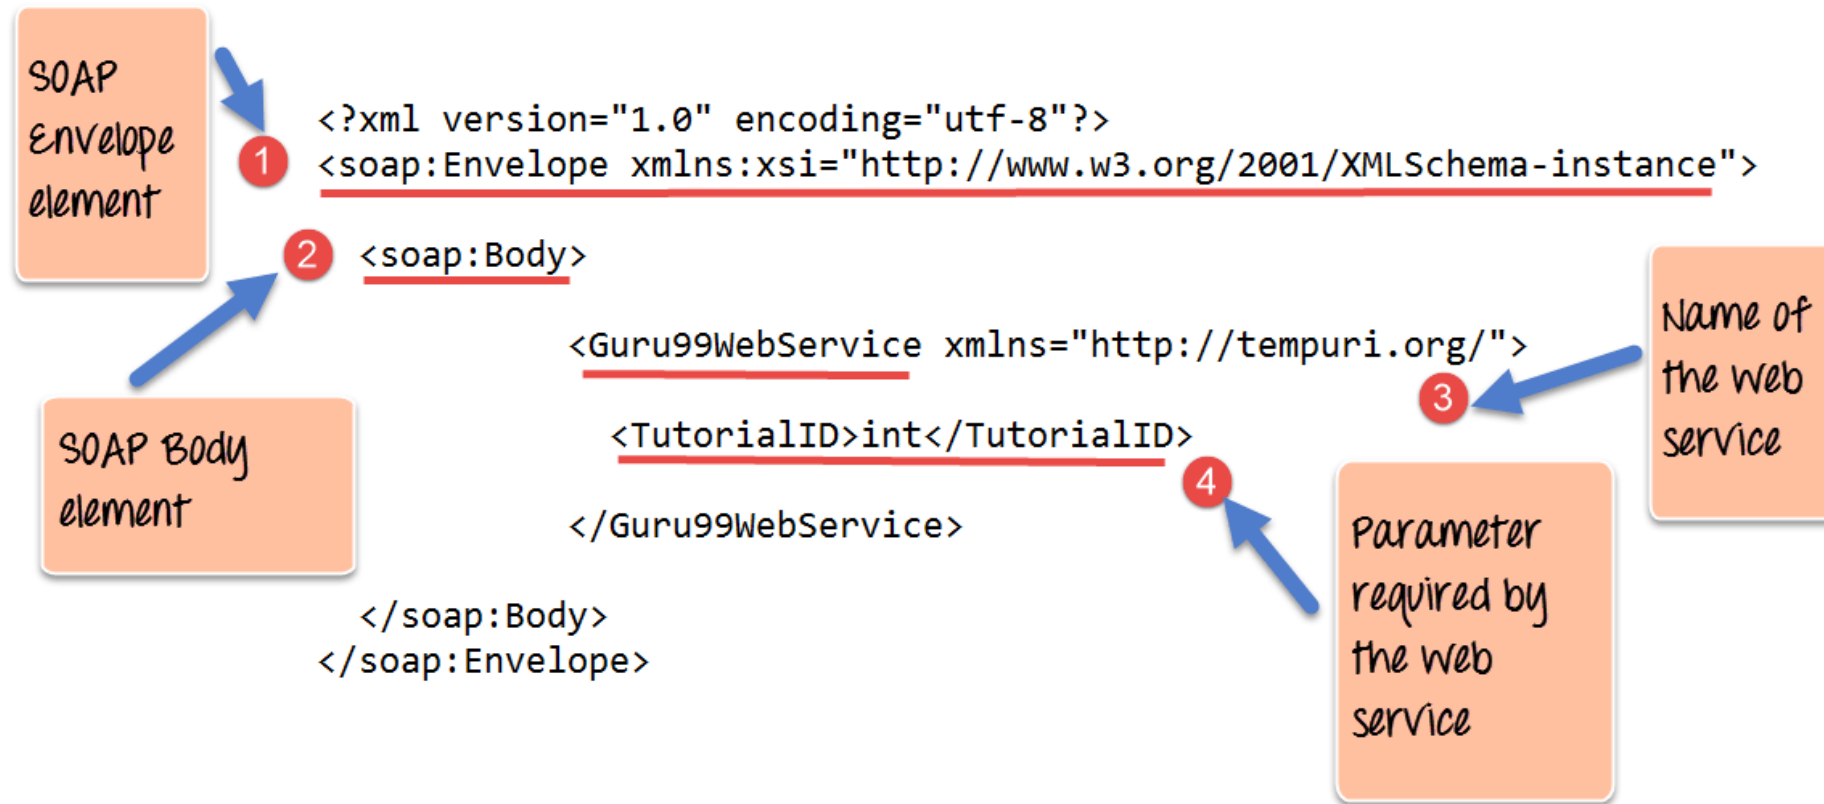 SOAP
Envelope
element
1
<?xml version="1.0" encoding="utf-8"?>
<soap:Envelope xmlns:xsi="http://www.w3.org/2001/XMLSchema-instance">
2
<soap:Body>
<Guru99WebService xmlns="http://tempuri.org/">
3
Name of
the web
service
<TutorialID>int</TutorialID>
4
SOAP Body
element
</Guru99WebService>
Parameter
required by
the web
service
</soap:Body>
</soap:Envelope>